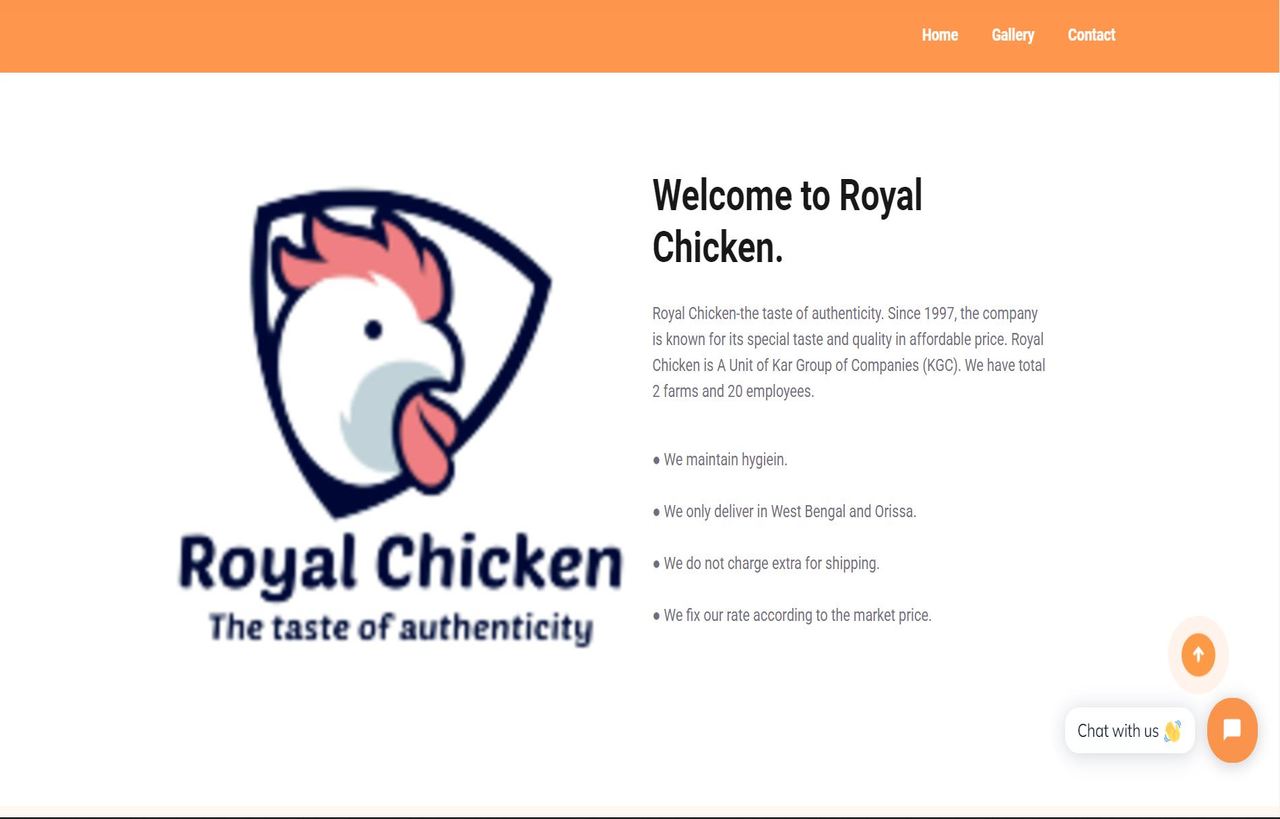 Home Gallery Contact
Welcome to Royal
Chicken.
Royal Chicken-the taste of authenticity. Since 1997, the company
is known for its special taste and quality in affordable price. Royal
Chicken is A Unit of Kar Group of Companies (KGC). We have total
2 farms and 20 employees.
● We maintain hygiein.
● We only deliver in West Bengal and Orissa.
● We do not charge extra for shipping.
● We fix our rate according to the market price.
Royal Chicken
The taste of authenticity
Chat with us 👋